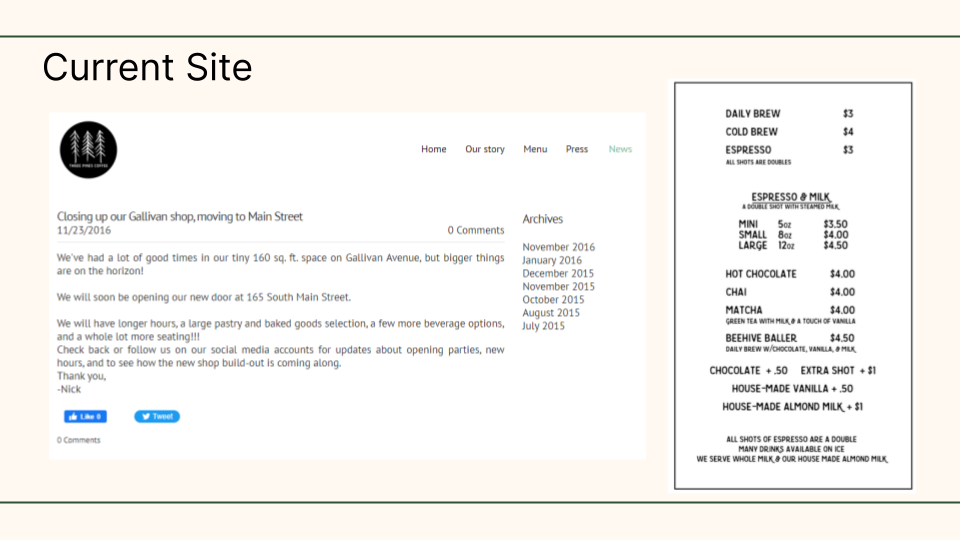 Current Site
THREE PINES COFFEE
Home Our story Menu Press News
Closing up our Gallivan shop, moving to Main Street
11/23/2016
0 Comments
We've had a lot of good times in our tiny 160 sq. ft. space on Gallivan Avenue, but bigger things
are on the horizon!
We will soon be opening our new door at 165 South Main Street.
We will have longer hours, a large pastry and baked goods selection, a few more beverage options,
and a whole lot more seating!!!
Check back or follow us on our social media accounts for updates about opening parties, new
hours, and to see how the new shop build-out is coming along.
Thank you,
-Nick
Like 0
Tweet
0 Comments
Archives
November 2016
January 2016
December 2015
November 2015
October 2015
August 2015
July 2015
DAILY BREW $3
COLD BREW $4
ESPRESSO $3
ALL SHOTS ARE DOUBLES
ESPRESSO & MILK
A DOUBLE SHOT WITH STEAMED MILK
MINI 5oz $3.50
SMALL 8oz $4.00
LARGE 12oz $4.50
HOT CHOCOLATE $4.00
CHAI $4.00
MATCHA $4.00
GREEN TEA WITH MILK & A TOUCH OF VANILLA
BEEHIVE BALLER $4.50
DAILY BREW W/CHOCOLATE, VANILLA, & MILK
CHOCOLATE + .50 EXTRA SHOT + $1
HOUSE-MADE VANILLA + .50
HOUSE-MADE ALMOND MILK + $1
ALL SHOTS OF ESPRESSO ARE A DOUBLE
MANY DRINKS AVAILABLE ON ICE
WE SERVE WHOLE MILK & OUR HOUSE MADE ALMOND MILK